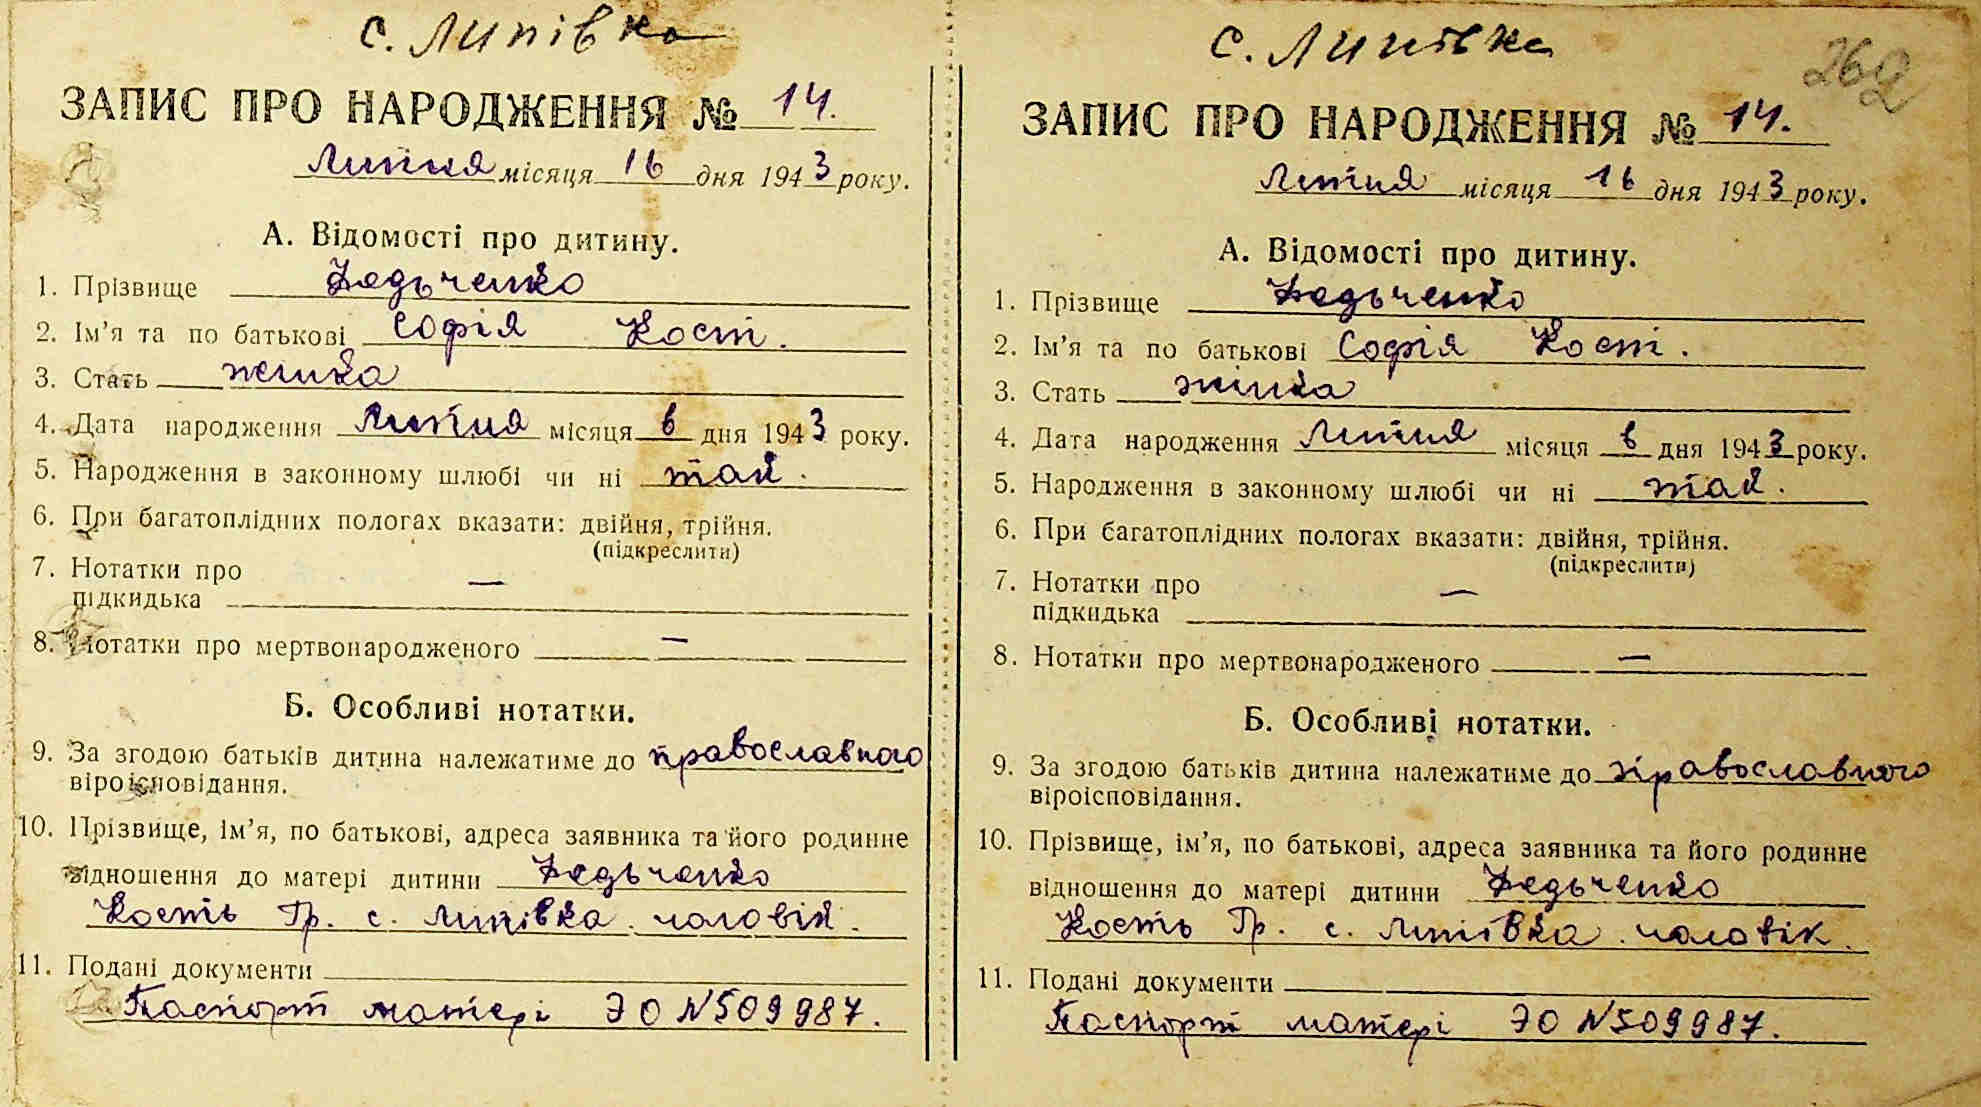 с. Липівка
ЗАПИС ПРО НАРОДЖЕННЯ № 14.
Липня місяця 16 дня 1943 року.
А. Відомості про дитину.
1. Прізвище Федьченко
2. Ім'я та по батькові Софія Кост.
3. Стать жінка
4. Дата народження Липня місяця 6 дня 1943 року.
5. Народження в законному шлюбі чи ні так.
6. При багатоплідних пологах вказати: двійня, трійня.
(підкреслити)
7. Нотатки про
підкидька —
8. Нотатки про мертвонародженого —
Б. Особливі нотатки.
9. За згодою батьків дитина належатиме до православного
віроісповідання.
10. Прізвище, ім'я, по батькові, адреса заявника та його родинне
відношення до матері дитини Федьченко
Кость Гр. с. Липівка. чоловік.
11. Подані документи
Паспорт матері ЭО №509987.
с. Липівка
262
ЗАПИС ПРО НАРОДЖЕННЯ № 14.
Липня місяця 16 дня 1943 року.
А. Відомості про дитину.
1. Прізвище Федьченко
2. Ім'я та по батькові Софія Кост.
3. Стать жінка
4. Дата народження Липня місяця 6 дня 1943 року.
5. Народження в законному шлюбі чи ні так.
6. При багатоплідних пологах вказати: двійня, трійня.
(підкреслити)
7. Нотатки про
підкидька —
8. Нотатки про мертвонародженого —
Б. Особливі нотатки.
9. За згодою батьків дитина належатиме до православного
віроісповідання.
10. Прізвище, ім'я, по батькові, адреса заявника та його родинне
відношення до матері дитини Федьченко
Кость Гр. с. Липівка. чоловік.
11. Подані документи
Паспорт матері ЭО №509987.